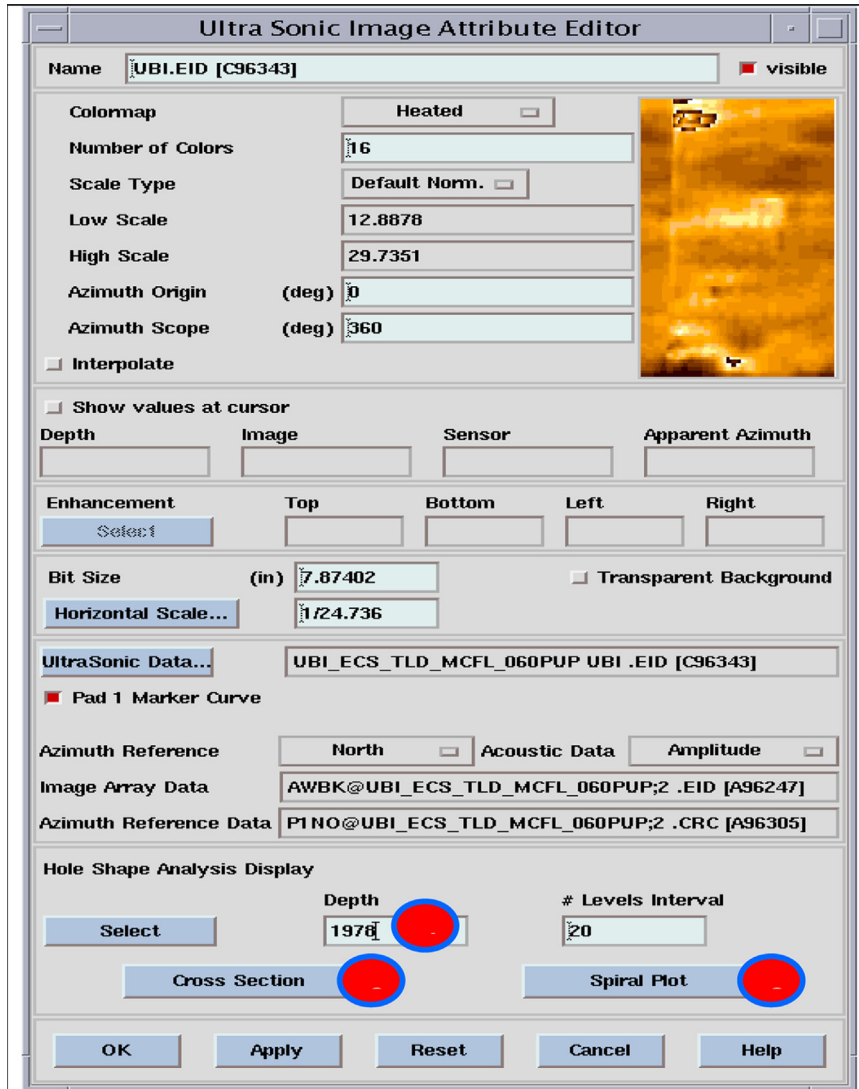 Ultra Sonic Image Attribute Editor
Name UBI.EID [C96343] visible
Colormap Heated
Number of Colors 16
Scale Type Default Norm.
Low Scale 12.8878
High Scale 29.7351
Azimuth Origin (deg) 0
Azimuth Scope (deg) 360
Interpolate
Show values at cursor
Depth Image Sensor Apparent Azimuth
Enhancement Top Bottom Left Right
Select
Bit Size (in) 7.87402 Transparent Background
Horizontal Scale... 1/24.736
UltraSonic Data... UBI_ECS_TLD_MCFL_060PUP UBI .EID [C96343]
Pad 1 Marker Curve
Azimuth Reference North Acoustic Data Amplitude
Image Array Data AWBK@UBI_ECS_TLD_MCFL_060PUP;2 .EID [A96247]
Azimuth Reference Data P1NO@UBI_ECS_TLD_MCFL_060PUP;2 .CRC [A96305]
Hole Shape Analysis Display
Depth # Levels Interval
Select 1978 20
Cross Section Spiral Plot
OK Apply Reset Cancel Help